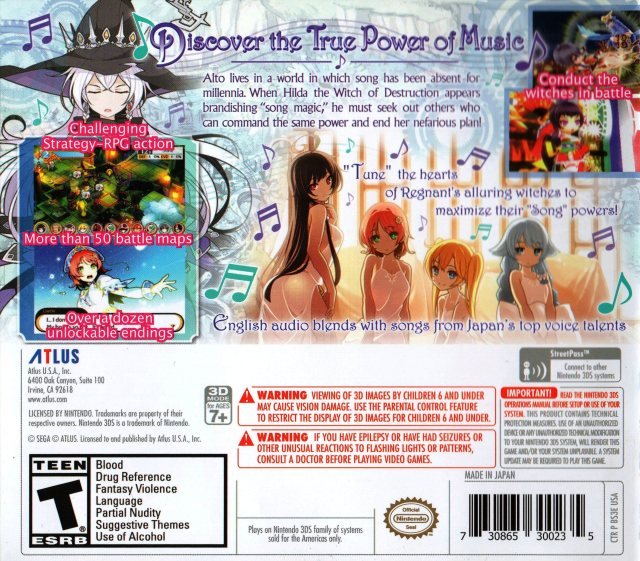 Discover the True Power of Music
Alto lives in a world in which song has been absent for
millennia. When Hilda the Witch of Destruction appears
brandishing "song magic," he must seek out others who
can command the same power and end her nefarious plan!
Conduct the
witches in battle
Challenging
Strategy-RPG action
"Tune" the hearts
of Regnant's alluring witches to
maximize their "Song" powers!
More than 50 battle maps
Over a dozen
unlockable endings
English audio blends with songs from Japan's top voice talents
ATLUS
Atlus U.S.A., Inc.
6400 Oak Canyon, Suite 100
Irvine, CA 92618
www.atlus.com
LICENSED BY NINTENDO. Trademarks are property of their
respective owners. Nintendo 3DS is a trademark of Nintendo.
© SEGA © ATLUS. Licensed to and published by Atlus U.S.A., Inc.
3D
MODE
for AGES
7+
WARNING VIEWING OF 3D IMAGES BY CHILDREN 6 AND UNDER
MAY CAUSE VISION DAMAGE. USE THE PARENTAL CONTROL FEATURE
TO RESTRICT THE DISPLAY OF 3D IMAGES FOR CHILDREN 6 AND UNDER.
WARNING IF YOU HAVE EPILEPSY OR HAVE HAD SEIZURES OR
OTHER UNUSUAL REACTIONS TO FLASHING LIGHTS OR PATTERNS,
CONSULT A DOCTOR BEFORE PLAYING VIDEO GAMES.
StreetPass™
Connect to other
Nintendo 3DS systems
IMPORTANT! READ THE NINTENDO 3DS
OPERATIONS MANUAL BEFORE SETUP OR USE OF YOUR
SYSTEM. THIS PRODUCT CONTAINS TECHNICAL
PROTECTION MEASURES. USE OF AN UNAUTHORIZED
DEVICE OR ANY UNAUTHORIZED TECHNICAL MODIFICATION
TO YOUR NINTENDO 3DS SYSTEM, WILL RENDER THIS
GAME AND/OR YOUR SYSTEM UNPLAYABLE. A SYSTEM
UPDATE MAY BE REQUIRED TO PLAY THIS GAME.
MADE IN JAPAN
TEEN
T
ESRB
Blood
Drug Reference
Fantasy Violence
Language
Partial Nudity
Suggestive Themes
Use of Alcohol
Plays on Nintendo 3DS family of systems
sold for the Americas only.
Official
Nintendo
Seal
7 30865 30023 5
CTR P BS3E USA